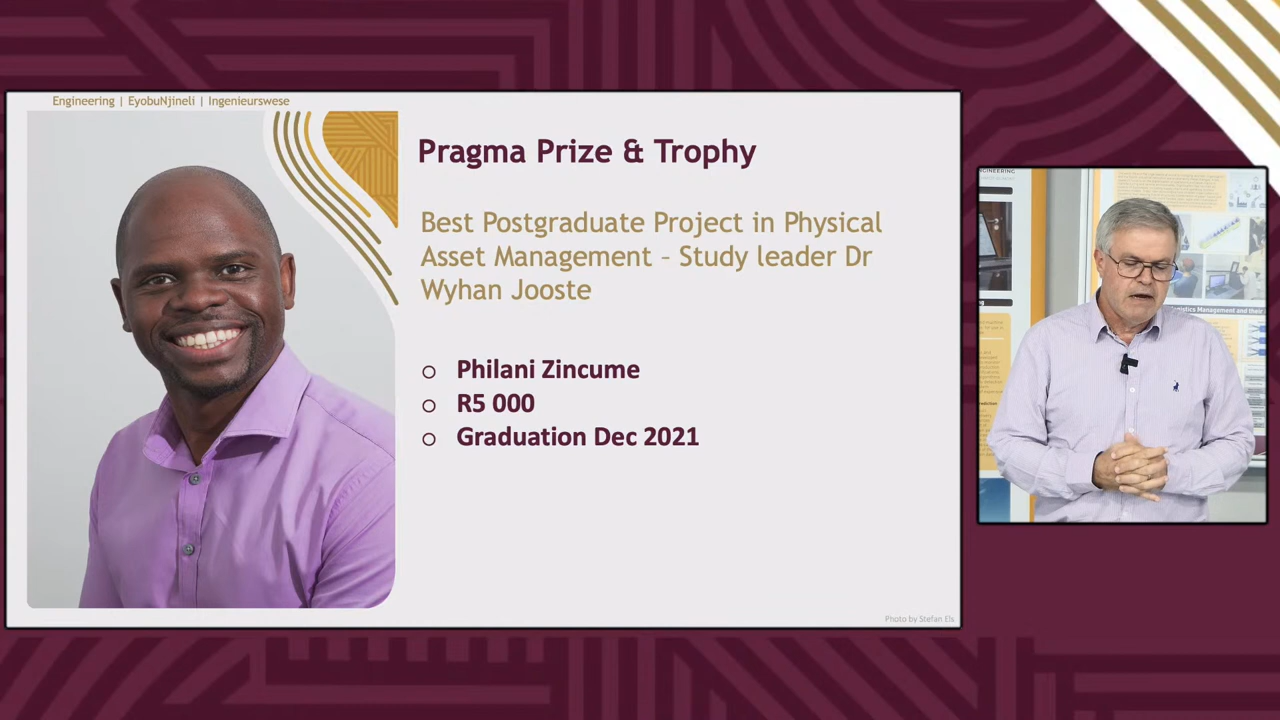 Engineering | EyobuNjineli | Ingenieurswese
Pragma Prize & Trophy
Best Postgraduate Project in Physical
Asset Management – Study leader Dr
Wyhan Jooste
Philani Zincume
R5 000
Graduation Dec 2021
Photo by Stefan Els